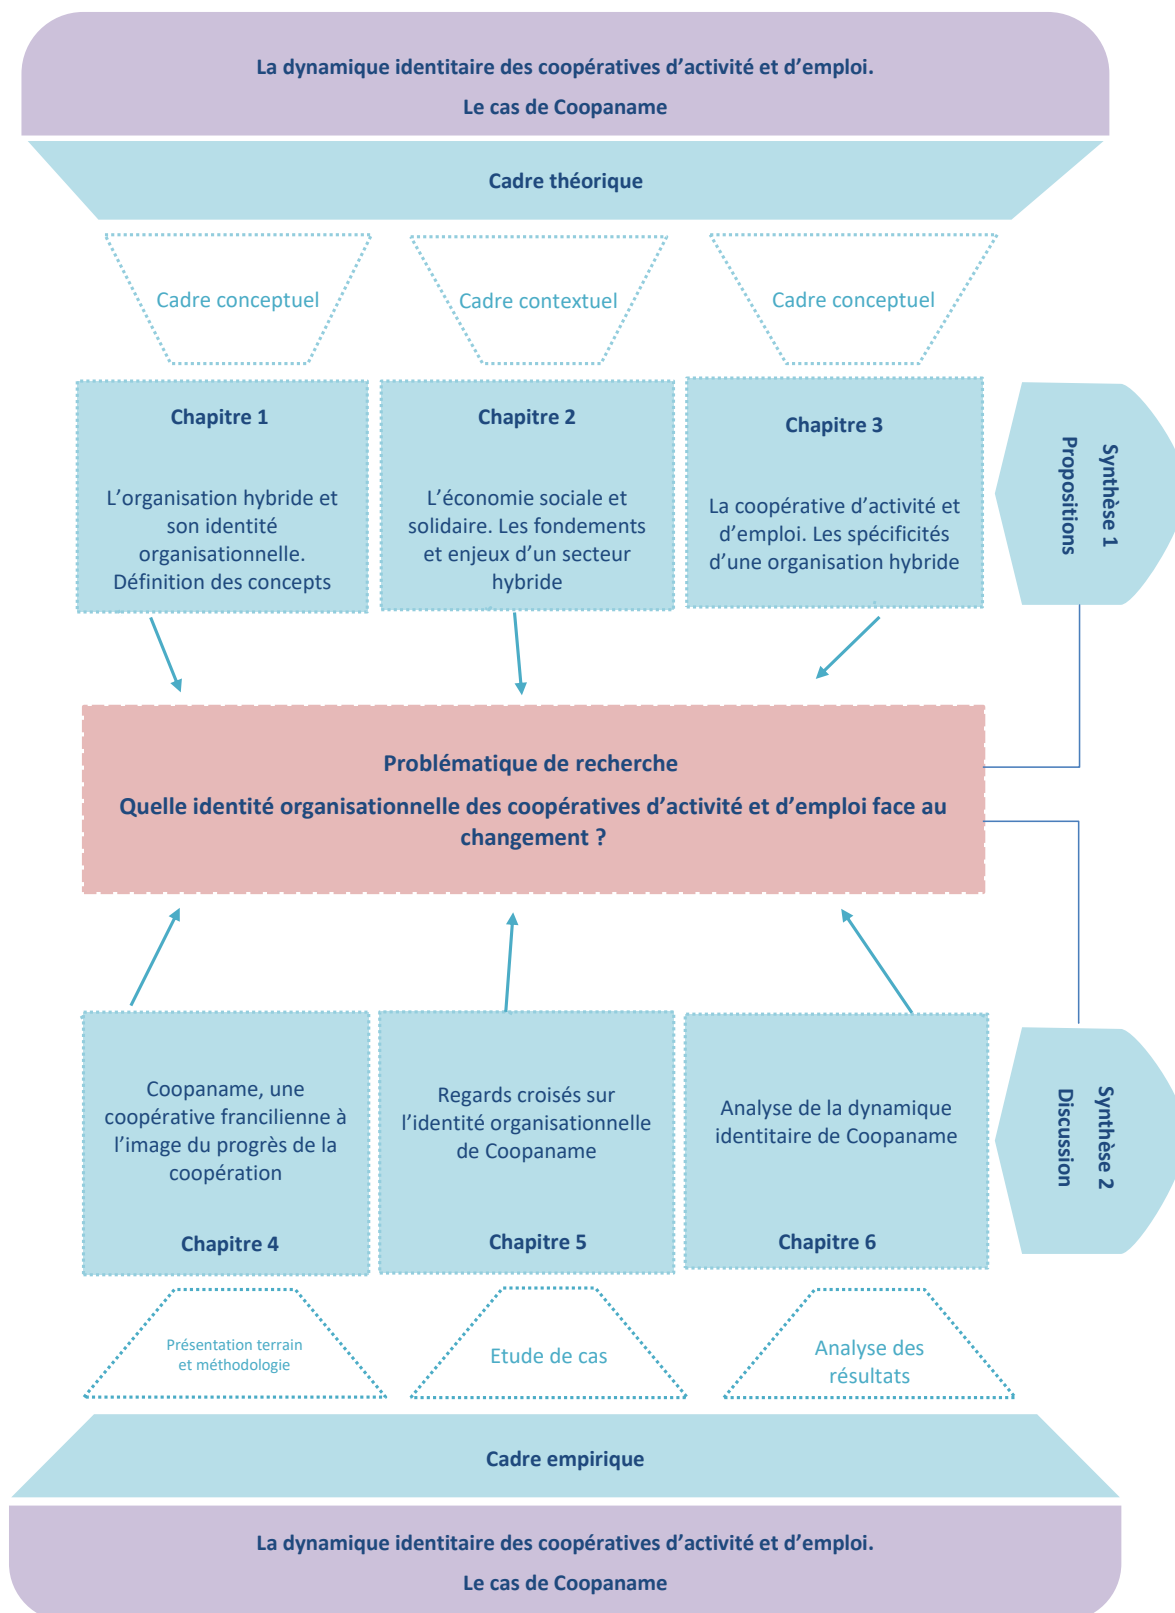 La dynamique identitaire des coopératives d’activité et d’emploi.
Le cas de Coopaname
Cadre théorique
Cadre conceptuel
Cadre contextuel
Cadre conceptuel
Chapitre 1
L’organisation hybride et
son identité
organisationnelle.
Définition des concepts
Chapitre 2
L’économie sociale et
solidaire. Les fondements
et enjeux d’un secteur
hybride
Chapitre 3
La coopérative d’activité et
d’emploi. Les spécificités
d’une organisation hybride
Synthèse 1
Propositions
Problématique de recherche
Quelle identité organisationnelle des coopératives d’activité et d’emploi face au
changement ?
Coopaname, une
coopérative francilienne à
l’image du progrès de la
coopération
Chapitre 4
Regards croisés sur
l’identité organisationnelle
de Coopaname
Chapitre 5
Analyse de la dynamique
identitaire de Coopaname
Chapitre 6
Synthèse 2
Discussion
Présentation terrain
et méthodologie
Etude de cas
Analyse des
résultats
Cadre empirique
La dynamique identitaire des coopératives d’activité et d’emploi.
Le cas de Coopaname